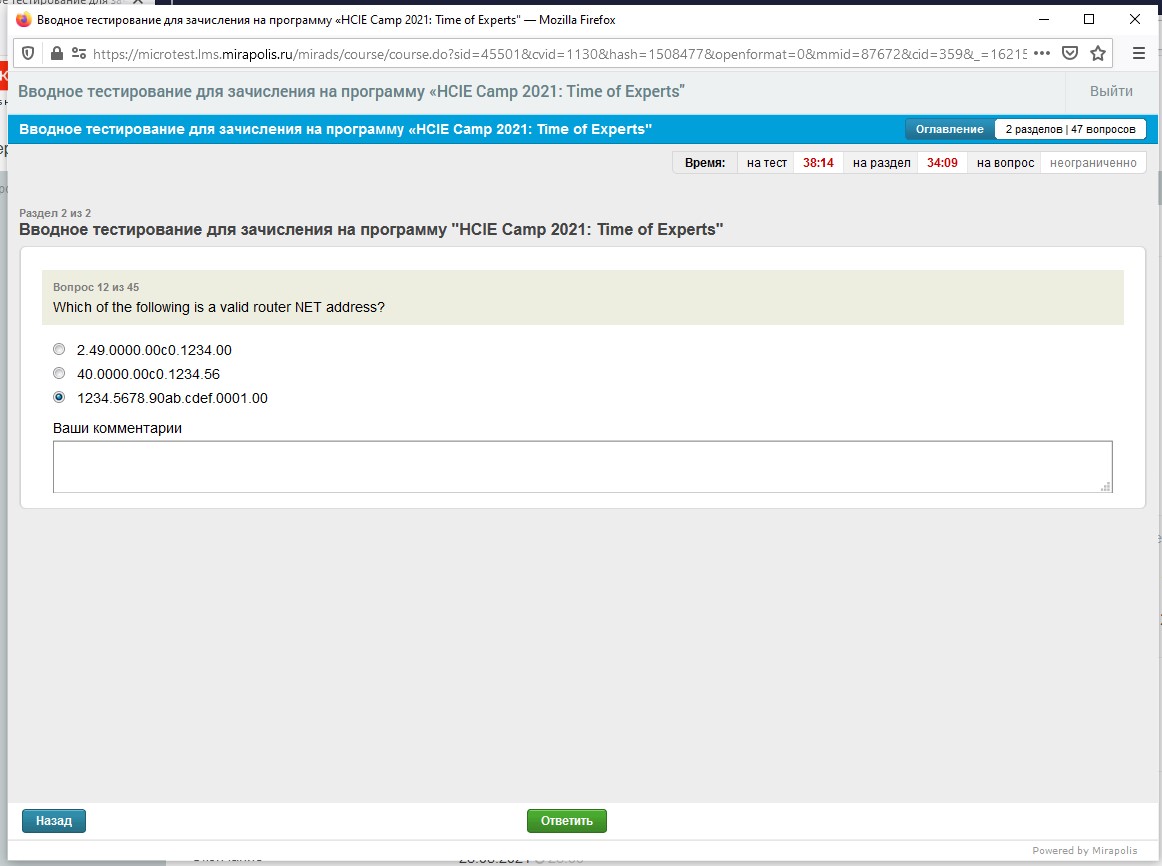 Вводное тестирование для зачисления на программу «HCIE Camp 2021: Time of Experts" — Mozilla Firefox
https://microtest.lms.mirapolis.ru/mirads/course/course.do?sid=45501&cvid=1130&hash=1508477&openformat=0&mmid=87672&cid=359&_=16215
Вводное тестирование для зачисления на программу «HCIE Camp 2021: Time of Experts"
Выйти
Вводное тестирование для зачисления на программу «HCIE Camp 2021: Time of Experts"
Оглавление 2 разделов | 47 вопросов
Время: на тест 38:14 на раздел 34:09 на вопрос неограниченно
Раздел 2 из 2
Вводное тестирование для зачисления на программу "HCIE Camp 2021: Time of Experts"
Вопрос 12 из 45
Which of the following is a valid router NET address?
2.49.0000.00c0.1234.00
40.0000.00c0.1234.56
1234.5678.90ab.cdef.0001.00
Ваши комментарии
Назад
Ответить
Powered by Mirapolis